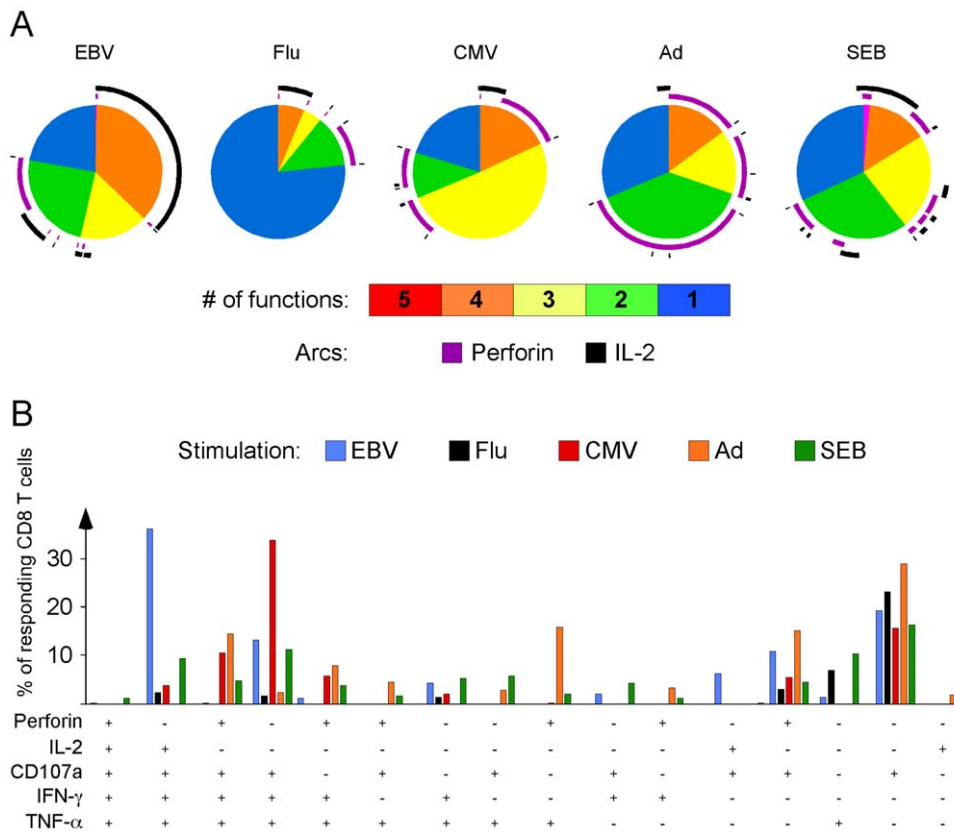 A
EBV Flu CMV Ad SEB
# of functions: 5 4 3 2 1
Arcs: Perforin IL-2
B
Stimulation: EBV Flu CMV Ad SEB
% of responding CD8 T cells
30
20
10
Perforin + - + - + + - - + - + - + - - -
IL-2 + + - - - - - - - - - + - - - +
CD107a + + + + - + - + - + - + + - + -
IFN-γ + + + + + - + - - + + - - - - -
TNF-α + + + + + + + + + - - - - + - -